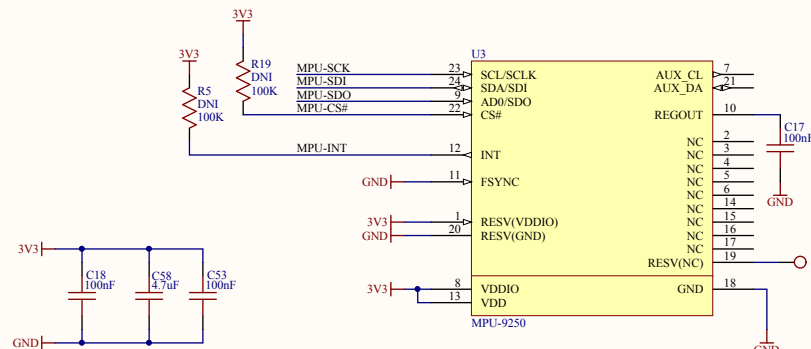 3V3
3V3
R19
DNI
100K
R5
DNI
100K
MPU-SCK
MPU-SDI
MPU-SDO
MPU-CS#
MPU-INT
GND
3V3
GND
3V3
U3
23 SCL/SCLK
24 SDA/SDI
9 AD0/SDO
22 CS#
12 INT
11 FSYNC
1 RESV(VDDIO)
20 RESV(GND)
8 VDDIO
13 VDD
AUX_CL 7
AUX_DA 21
REGOUT 10
NC 2
NC 3
NC 4
NC 5
NC 6
NC 14
NC 15
NC 16
NC 17
RESV(NC) 19
GND 18
MPU-9250
C17
100nF
GND
GND
3V3
C18
100nF
C58
4.7uF
C53
100nF
GND